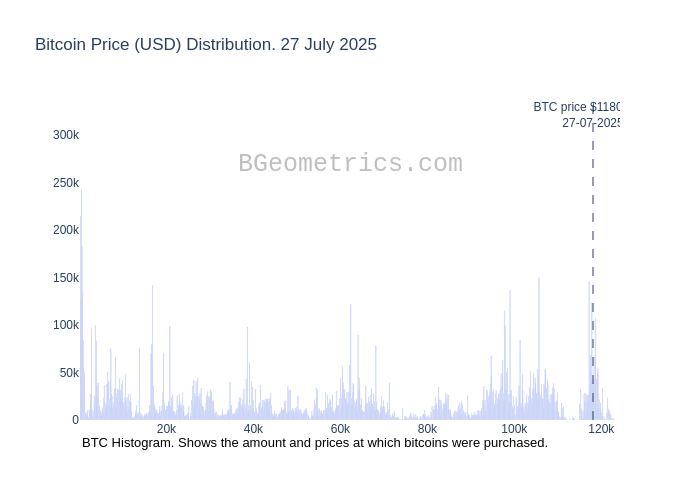 Bitcoin Price (USD) Distribution. 27 July 2025
BTC price $1180
27-07-2025
300k
BGeometrics.com
250k
200k
150k
100k
50k
0
20k 40k 60k 80k 100k 120k
BTC Histogram. Shows the amount and prices at which bitcoins were purchased.